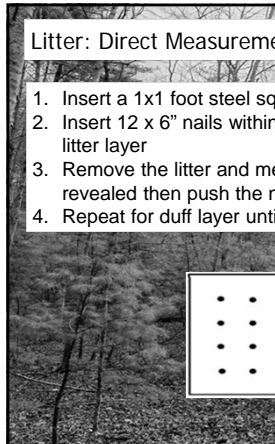 Litter: Direct Measureme
1. Insert a 1x1 foot steel sq
2. Insert 12 x 6” nails within
litter layer
3. Remove the litter and me
revealed then push the n
4. Repeat for duff layer unti